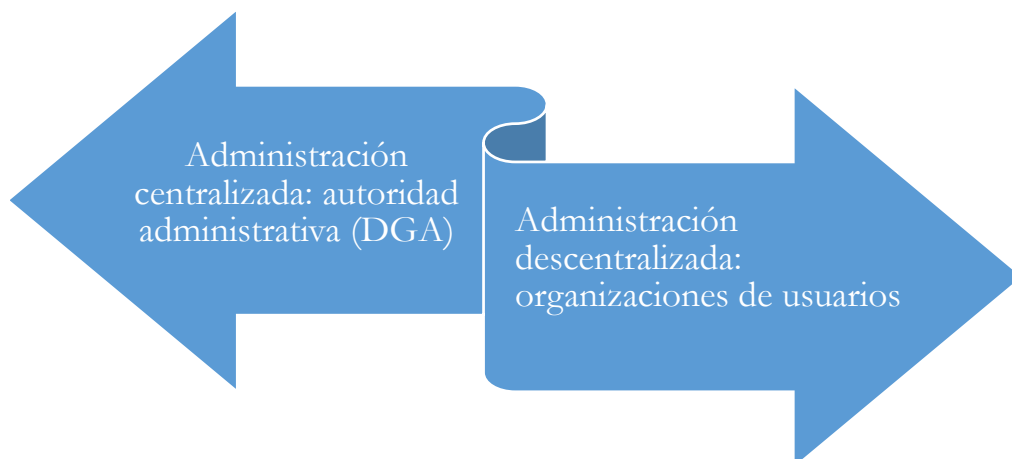 Administración
centralizada: autoridad
administrativa (DGA)
Administración
descentralizada:
organizaciones de usuarios